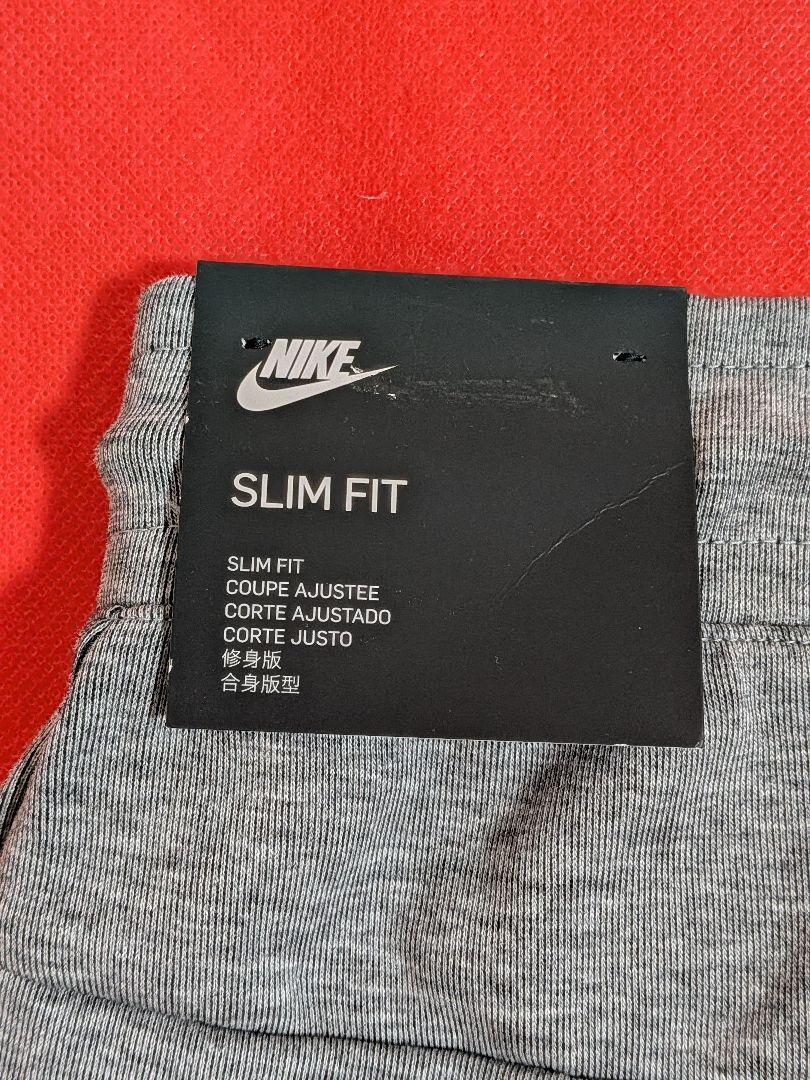 NIKE
SLIM FIT
SLIM FIT
COUPE AJUSTEE
CORTE AJUSTADO
CORTE JUSTO
修身版
合身版型